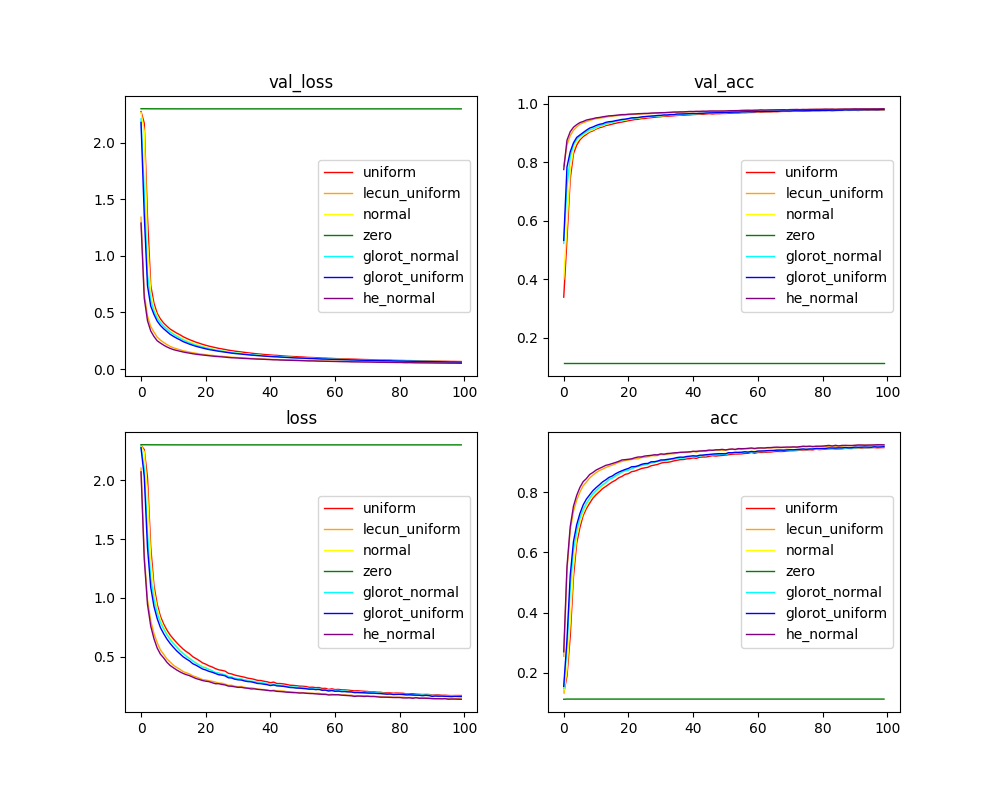 val_loss
2.0
1.5
1.0
0.5
0.0
0 20 40 60 80 100
uniform
lecun_uniform
normal
zero
glorot_normal
glorot_uniform
he_normal
val_acc
1.0
0.8
0.6
0.4
0.2
0 20 40 60 80 100
uniform
lecun_uniform
normal
zero
glorot_normal
glorot_uniform
he_normal
loss
2.0
1.5
1.0
0.5
0 20 40 60 80 100
uniform
lecun_uniform
normal
zero
glorot_normal
glorot_uniform
he_normal
acc
0.8
0.6
0.4
0.2
0 20 40 60 80 100
uniform
lecun_uniform
normal
zero
glorot_normal
glorot_uniform
he_normal